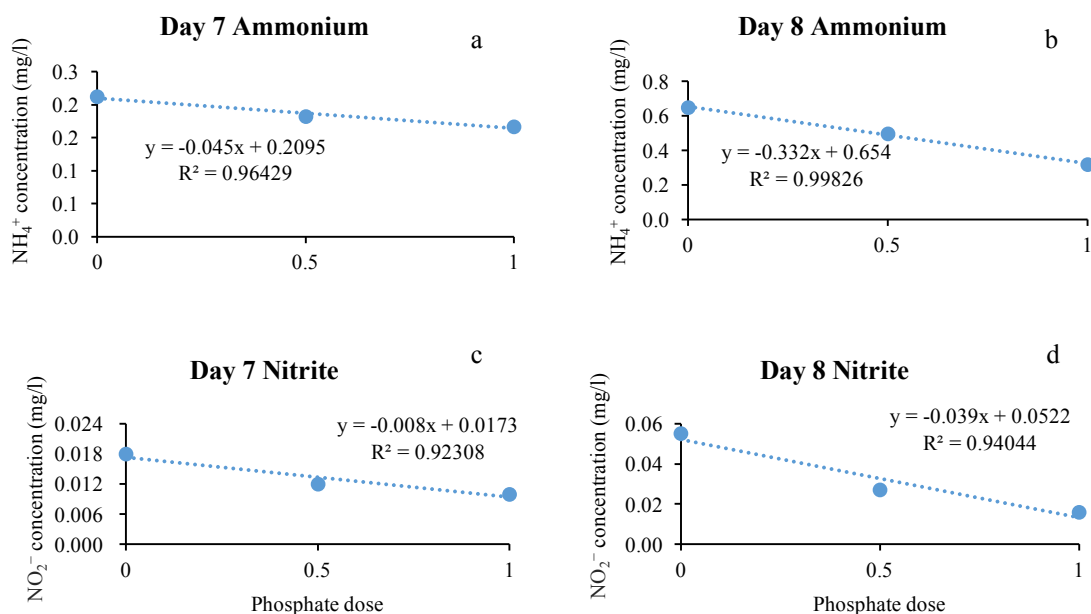 Day 7 Ammonium
a
NH₄⁺ concentration (mg/l)
0.3
0.2
0.2
0.1
0.1
0.0
y = -0.045x + 0.2095
R² = 0.96429
0
0.5
1
Day 8 Ammonium
b
NH₄⁺ concentration (mg/l)
0.8
0.6
0.4
0.2
0.0
y = -0.332x + 0.654
R² = 0.99826
0
0.5
1
Day 7 Nitrite
c
NO₂⁻ concentration (mg/l)
0.024
0.018
0.012
0.006
0.000
y = -0.008x + 0.0173
R² = 0.92308
0
0.5
1
Phosphate dose
Day 8 Nitrite
d
NO₂⁻ concentration (mg/l)
0.06
0.04
0.02
0.00
y = -0.039x + 0.0522
R² = 0.94044
0
0.5
1
Phosphate dose